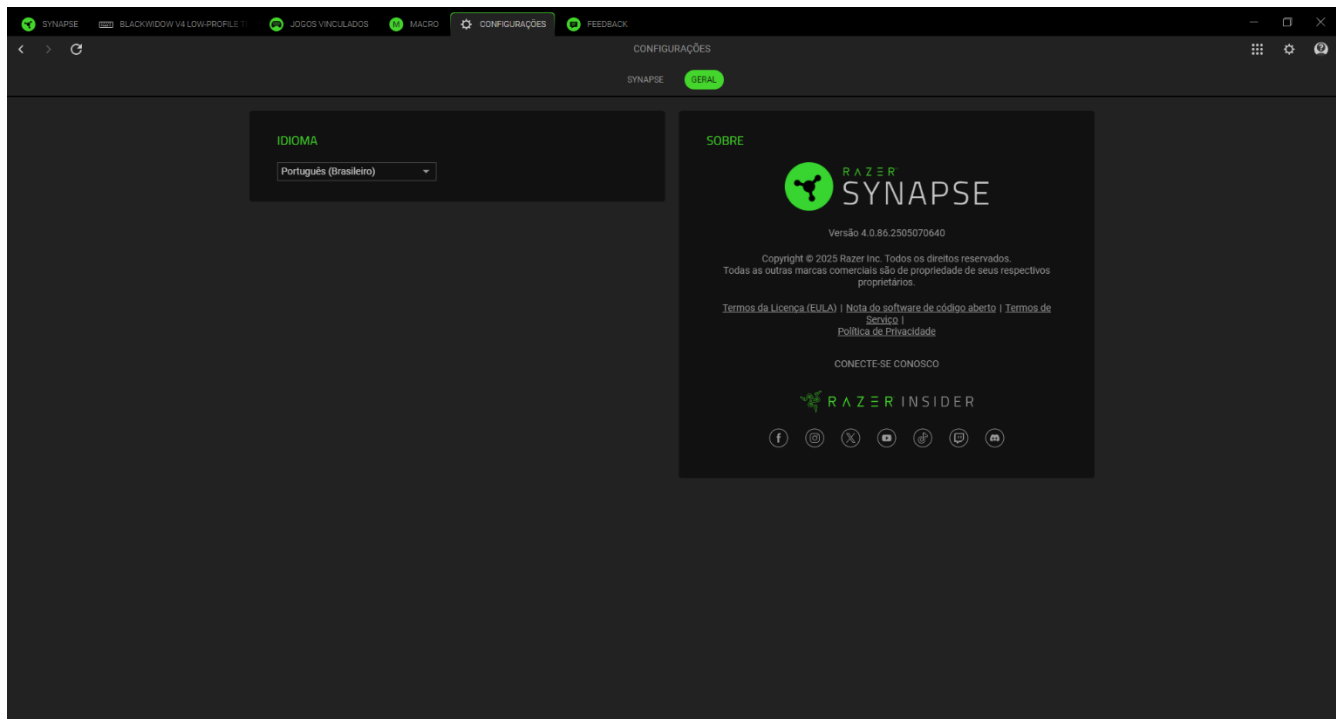 SYNAPSE
BLACKWIDOW V4 LOW-PROFILE
JOGOS VINCULADOS
M
MACRO
CONFIGURAÇÕES
FEEDBACK
CONFIGURAÇÕES
SYNAPSE
GERAL
IDIOMA
Português (Brasileiro)
SOBRE
RAZER
SYNAPSE
Versão 4.0.86.2505070640
Copyright © 2025 Razer Inc. Todos os direitos reservados.
Todas as outras marcas comerciais são de propriedade de seus respectivos
proprietários.
Termos da Licença (EULA) | Nota do software de código aberto | Termos de
Serviço |
Política de Privacidade
CONECTE-SE CONOSCO
RAZER INSIDER